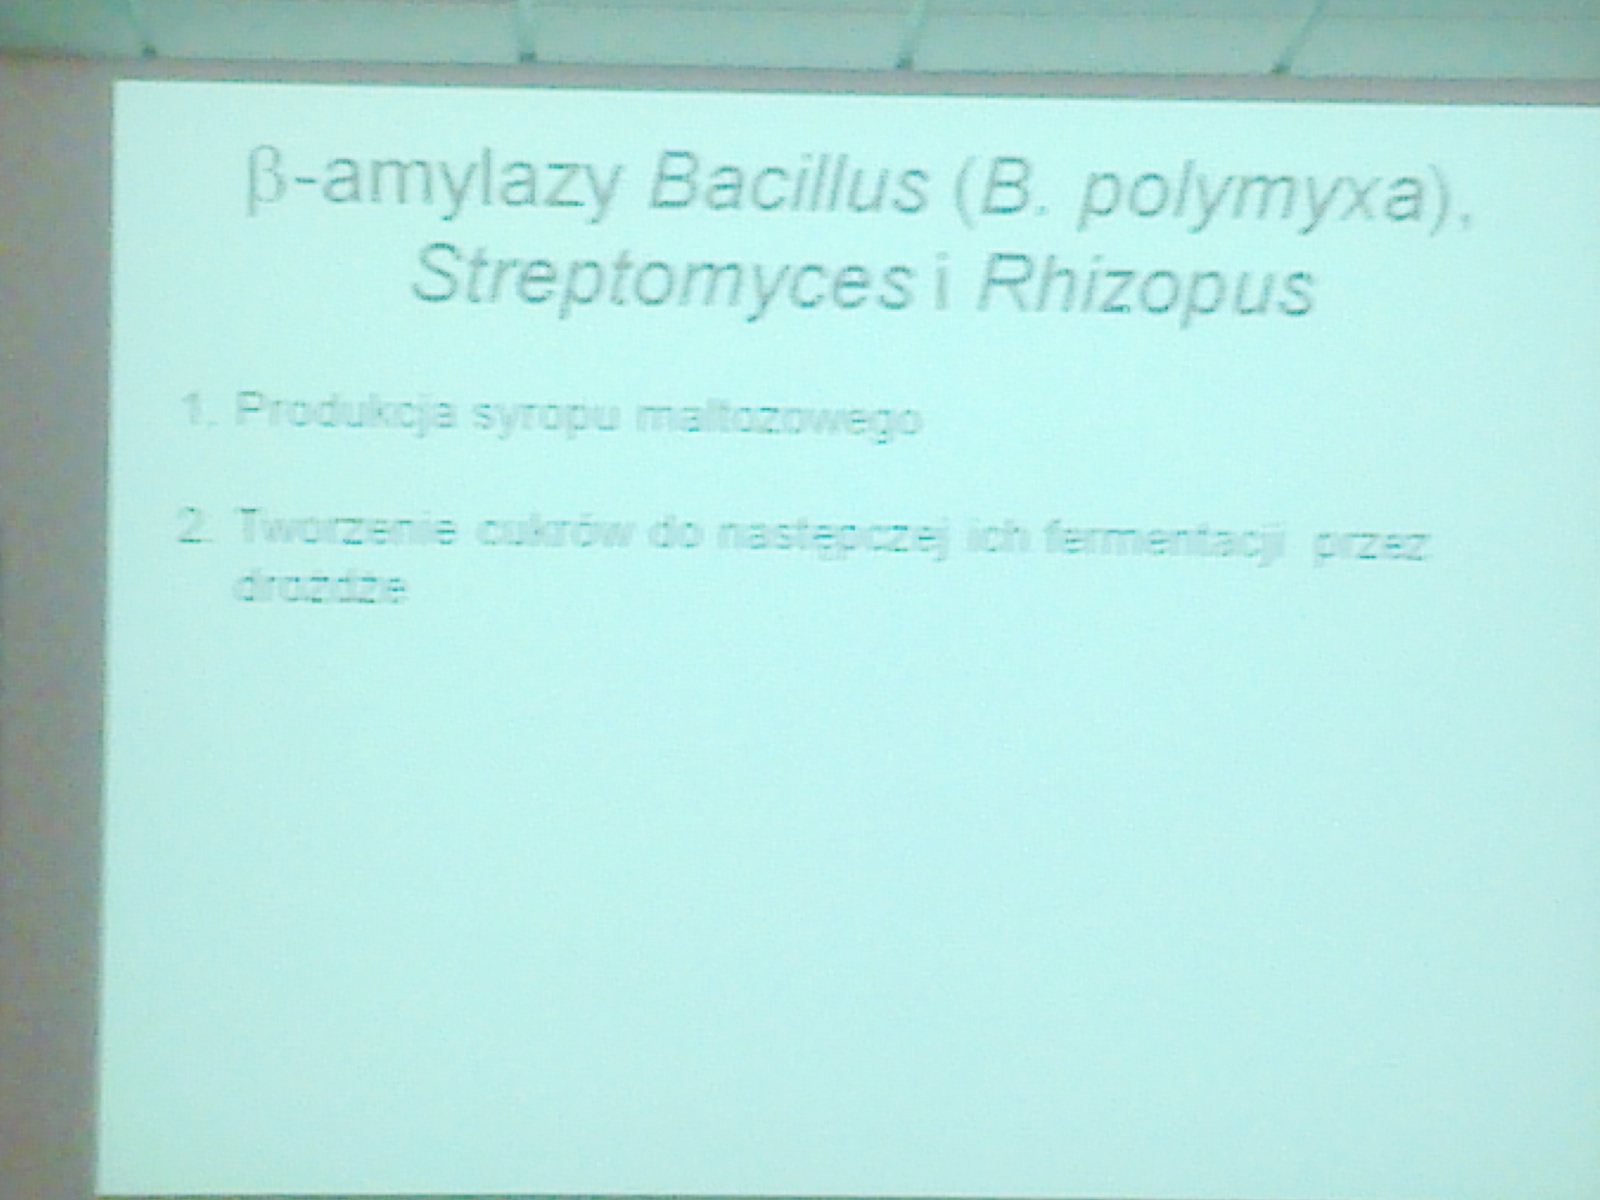 β-amylazy Bacillus (B. polymyxa),
Streptomyces i Rhizopus
1. Produkcja syropu maltozowego
2. Tworzenie cukrów do następczej ich fermentacji przez
drożdże